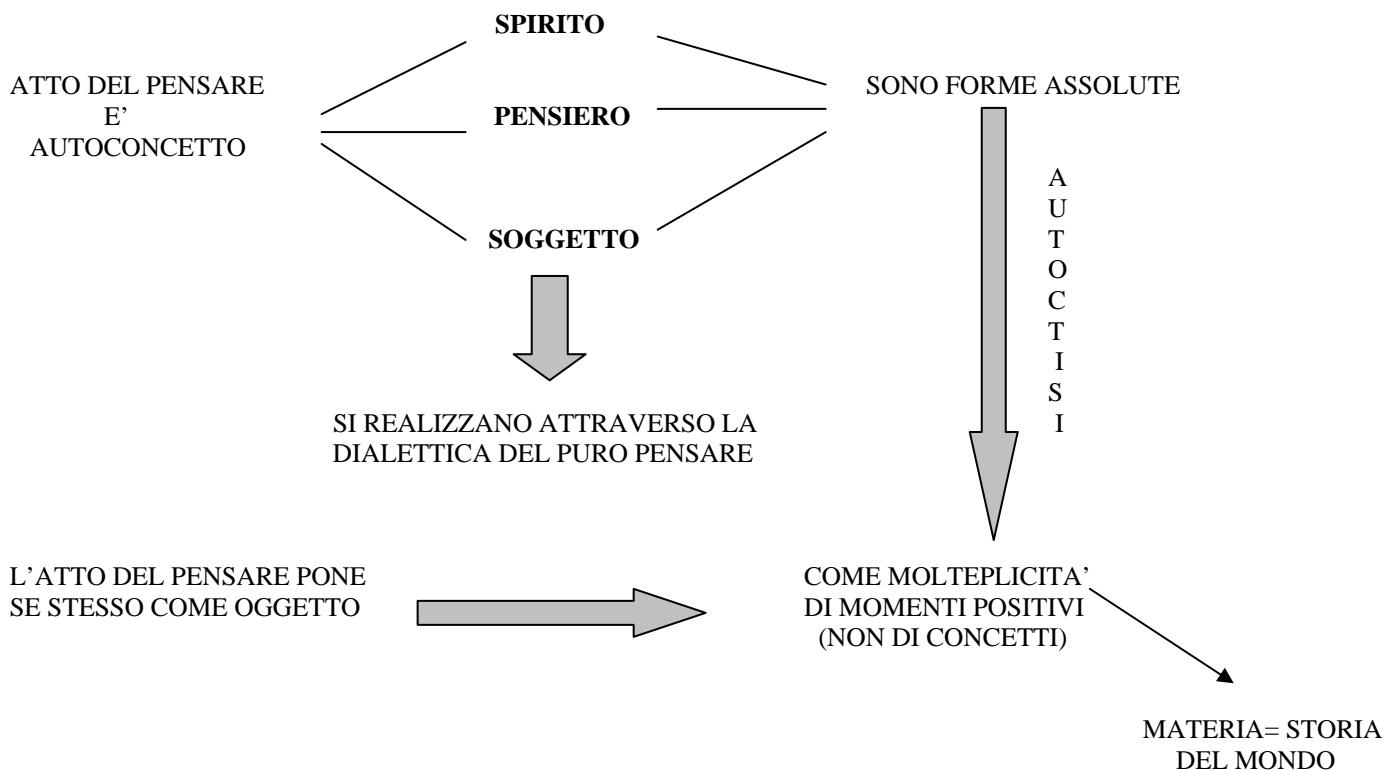 SPIRITO
ATTO DEL PENSARE
E'
AUTOCONCETTO
PENSIERO
SOGGETTO
SONO FORME ASSOLUTE
AUTOCTISI
SI REALIZZANO ATTRAVERSO LA
DIALETTICA DEL PURO PENSARE
L'ATTO DEL PENSARE PONE
SE STESSO COME OGGETTO
COME MOLTEPLICITA'
DI MOMENTI POSITIVI
(NON DI CONCETTI)
MATERIA= STORIA
DEL MONDO